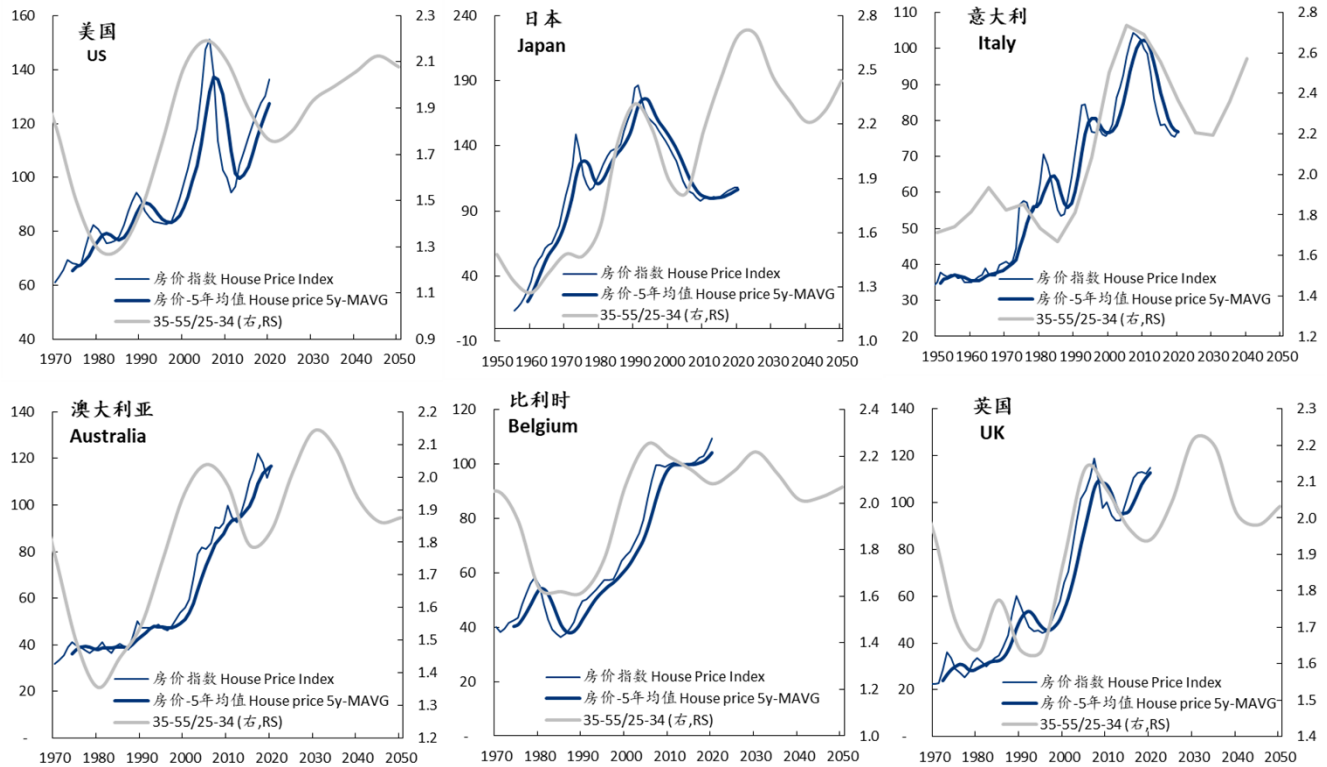 美国
US
160
140
120
100
80
60
40
2.3
2.1
1.9
1.7
1.5
1.3
1.1
0.9
房价指数 House Price Index
房价-5年均值 House price 5y-MAVG
35-55/25-34 (右,RS)
1970 1980 1990 2000 2010 2020 2030 2040 2050
日本
Japan
240
190
140
90
40
-10
2.8
2.5
2.2
1.9
1.6
1.3
1.0
房价指数 House Price Index
房价-5年均值 House price 5y-MAVG
35-55/25-34 (右,RS)
1950 1960 1970 1980 1990 2000 2010 2020 2030 2040 2050
意大利
Italy
110
100
90
80
70
60
50
40
30
20
2.8
2.6
2.4
2.2
2.0
1.8
1.6
1.4
1.2
房价指数 House Price Index
房价-5年均值 House price 5y-MAVG
35-55/25-34 (右,RS)
1950 1960 1970 1980 1990 2000 2010 2020 2030 2040 2050
澳大利亚
Australia
140
120
100
80
60
40
20
-
2.2
2.1
2.0
1.9
1.8
1.7
1.6
1.5
1.4
1.3
1.2
房价指数 House Price Index
房价-5年均值 House price 5y-MAVG
35-55/25-34 (右,RS)
1970 1980 1990 2000 2010 2020 2030 2040 2050
比利时
Belgium
120
100
80
60
40
20
-
2.4
2.2
2.0
1.8
1.6
1.4
1.2
1.0
房价指数 House Price Index
房价-5年均值 House price 5y-MAVG
35-55/25-34 (右,RS)
1970 1980 1990 2000 2010 2020 2030 2040 2050
英国
UK
140
120
100
80
60
40
20
-
2.3
2.2
2.1
2.0
1.9
1.8
1.7
1.6
1.5
1.4
房价指数 House Price Index
房价-5年均值 House price 5y-MAVG
35-55/25-34 (右,RS)
1970 1980 1990 2000 2010 2020 2030 2040 2050